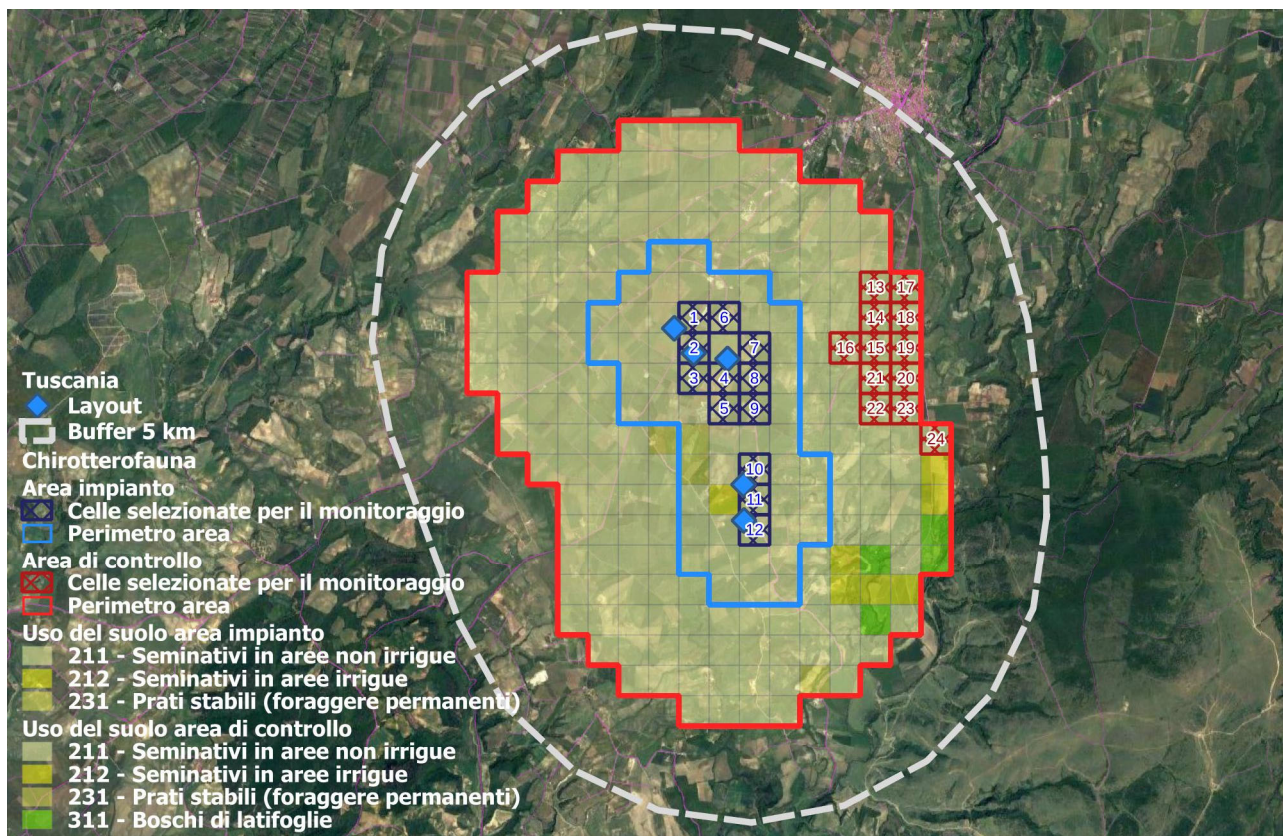 Tuscania
Layout
Buffer 5 km
Chirotterofauna
Area impianto
Celle selezionate per il monitoraggio
Perimetro area
Area di controllo
Celle selezionate per il monitoraggio
Perimetro area
Uso del suolo area impianto
211 - Seminativi in aree non irrigue
212 - Seminativi in aree irrigue
231 - Prati stabili (foraggere permanenti)
Uso del suolo area di controllo
211 - Seminativi in aree non irrigue
212 - Seminativi in aree irrigue
231 - Prati stabili (foraggere permanenti)
311 - Boschi di latifoglie
13 17
1 6 14 18
2 7 16 15 19
3 4 8 21 20
5 9 22 23
24
10
11
12